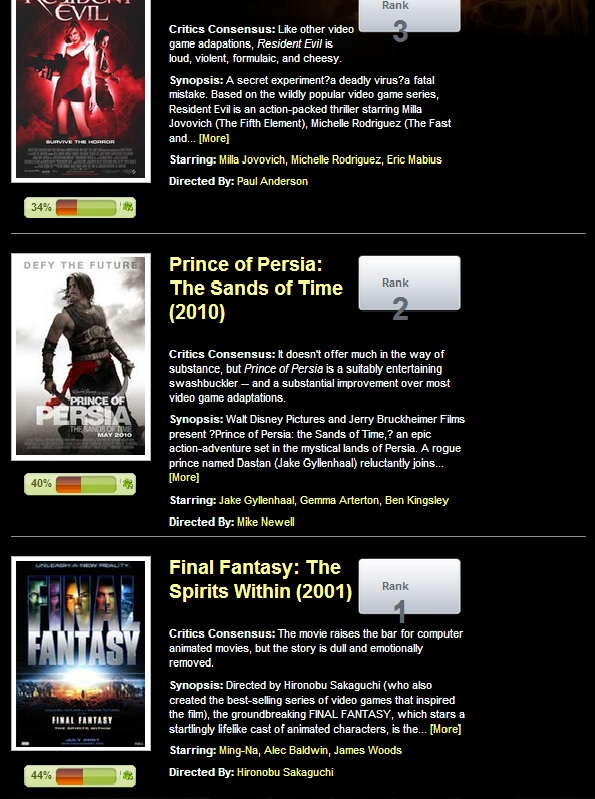 EVIL
Rank
3
Critics Consensus: Like other video
game adapations, Resident Evil is
loud, violent, formulaic, and cheesy.
Synopsis: A secret experiment?a deadly virus?a fatal
mistake. Based on the wildly popular video game series,
Resident Evil is an action-packed thriller starring Milla
Jovovich (The Fifth Element), Michelle Rodriguez (The Fast
and... [More]
SURVIVE THE HORROR
Starring: Milla Jovovich, Michelle Rodriguez, Eric Mabius
Directed By: Paul Anderson
34%
DEFY THE FUTURE
PRINCE OF
PERSIA
THE SANDS OF TIME
MAY 2010
Prince of Persia:
The Sands of Time
(2010)
Rank
2
Critics Consensus: It doesn't offer much in the way of
substance, but Prince of Persia is a suitably entertaining
swashbuckler -- and a substantial improvement over most
video game adaptations.
Synopsis: Walt Disney Pictures and Jerry Bruckheimer Films
present ?Prince of Persia: the Sands of Time,? an epic
action-adventure set in the mystical lands of Persia. A rogue
prince named Dastan (Jake Gyllenhaal) reluctantly joins...
[More]
40%
Starring: Jake Gyllenhaal, Gemma Arterton, Ben Kingsley
Directed By: Mike Newell
UNLEASH A NEW REALITY.
FINAL
FANTASY
FINAL FANTASY
THE SPIRITS WITHIN
JULY 2001
Final Fantasy: The
Spirits Within (2001)
Rank
1
Critics Consensus: The movie raises the bar for computer
animated movies, but the story is dull and emotionally
removed.
Synopsis: Directed by Hironobu Sakaguchi (who also
created the best-selling series of video games that inspired
the film), the groundbreaking FINAL FANTASY, which stars a
startlingly lifelike cast of animated characters, is the... [More]
Starring: Ming-Na, Alec Baldwin, James Woods
Directed By: Hironobu Sakaguchi
44%